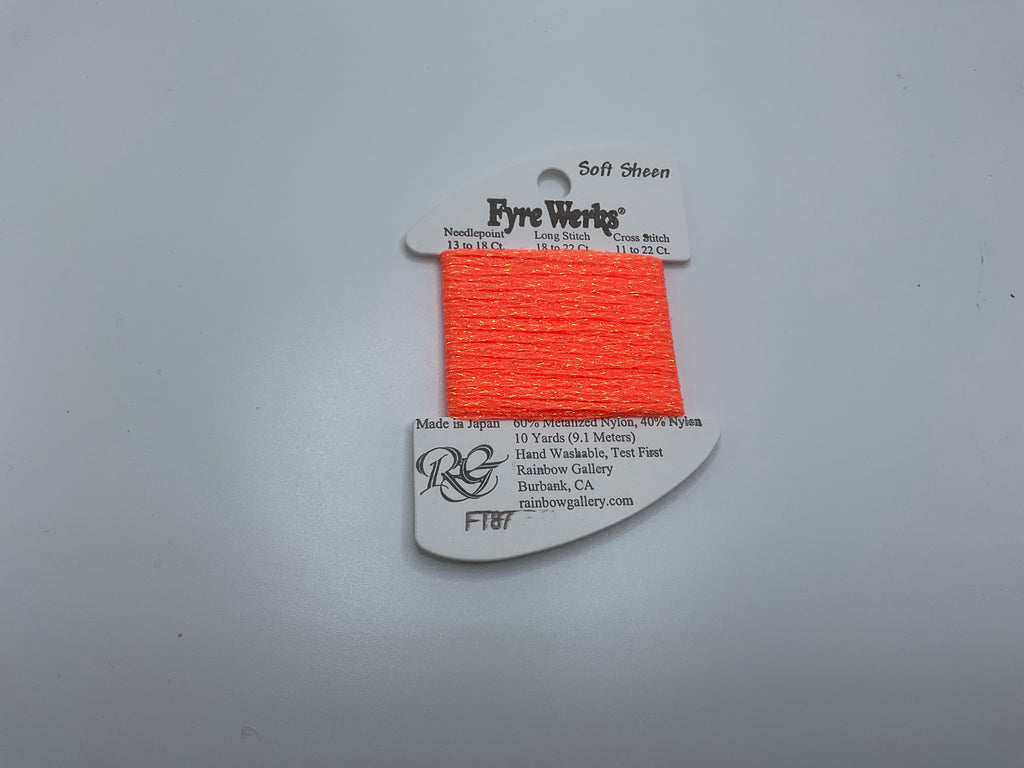 Soft Sheen
Fyre Werks®
Needlepoint Long Stitch Cross Stitch
13 to 18 Ct. 18 to 22 Ct. 11 to 22 Ct.
Made in Japan 60% Metalized Nylon, 40% Nylon
10 Yards (9.1 Meters)
Hand Washable, Test First
RG Rainbow Gallery
Burbank, CA
rainbowgallery.com
FT87